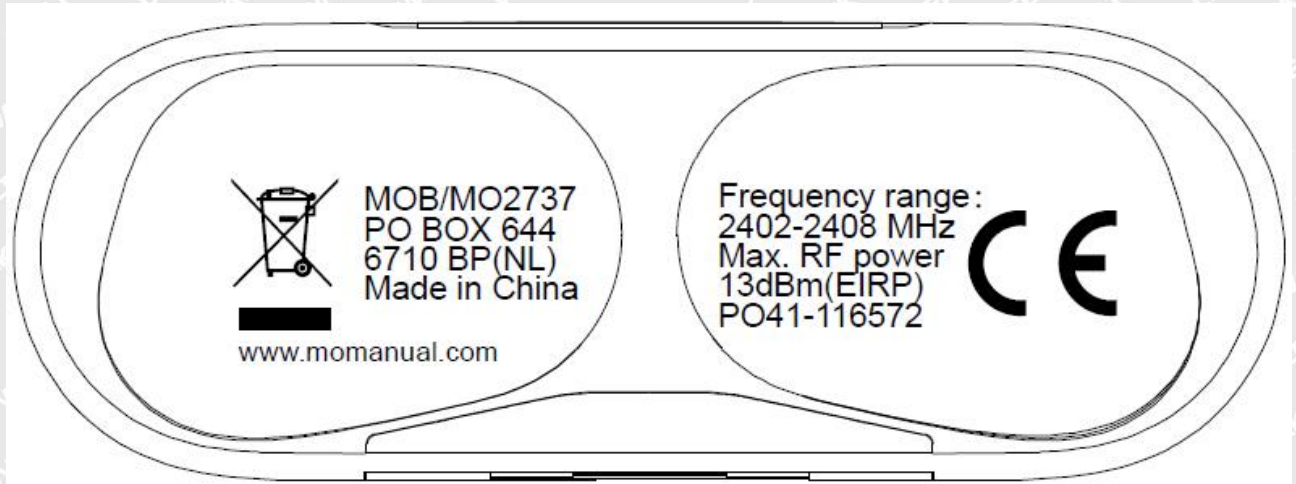 MOB/MO2737
PO BOX 644
6710 BP(NL)
Made in China
www.momanual.com
Frequency range:
2402-2408 MHz
Max. RF power
13dBm(EIRP)
PO41-116572
CE